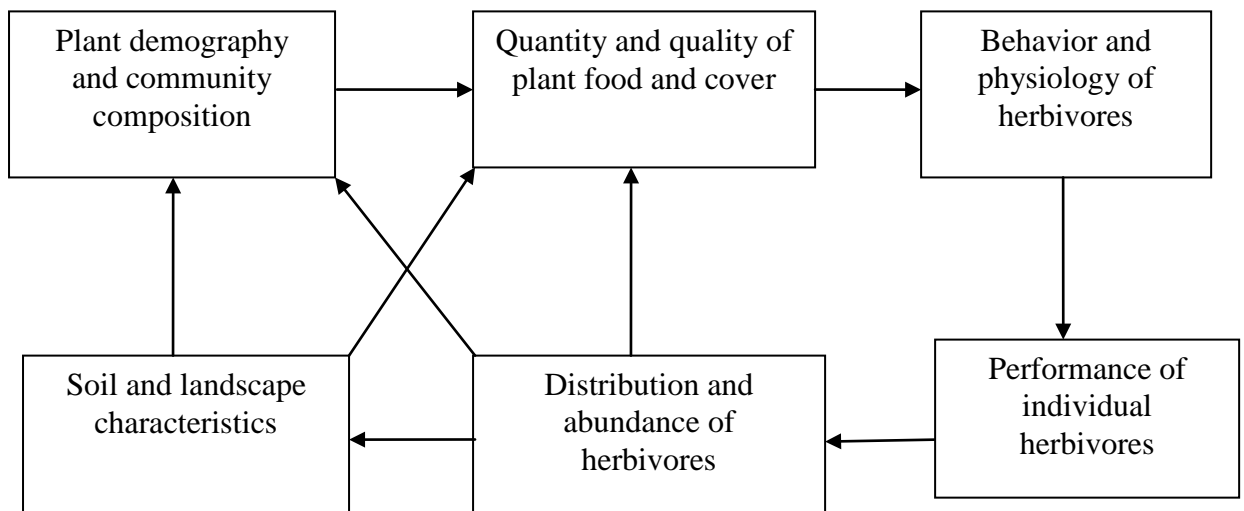 Plant demography
and community
composition
Quantity and quality of
plant food and cover
Behavior and
physiology of
herbivores
Soil and landscape
characteristics
Distribution and
abundance of
herbivores
Performance of
individual
herbivores